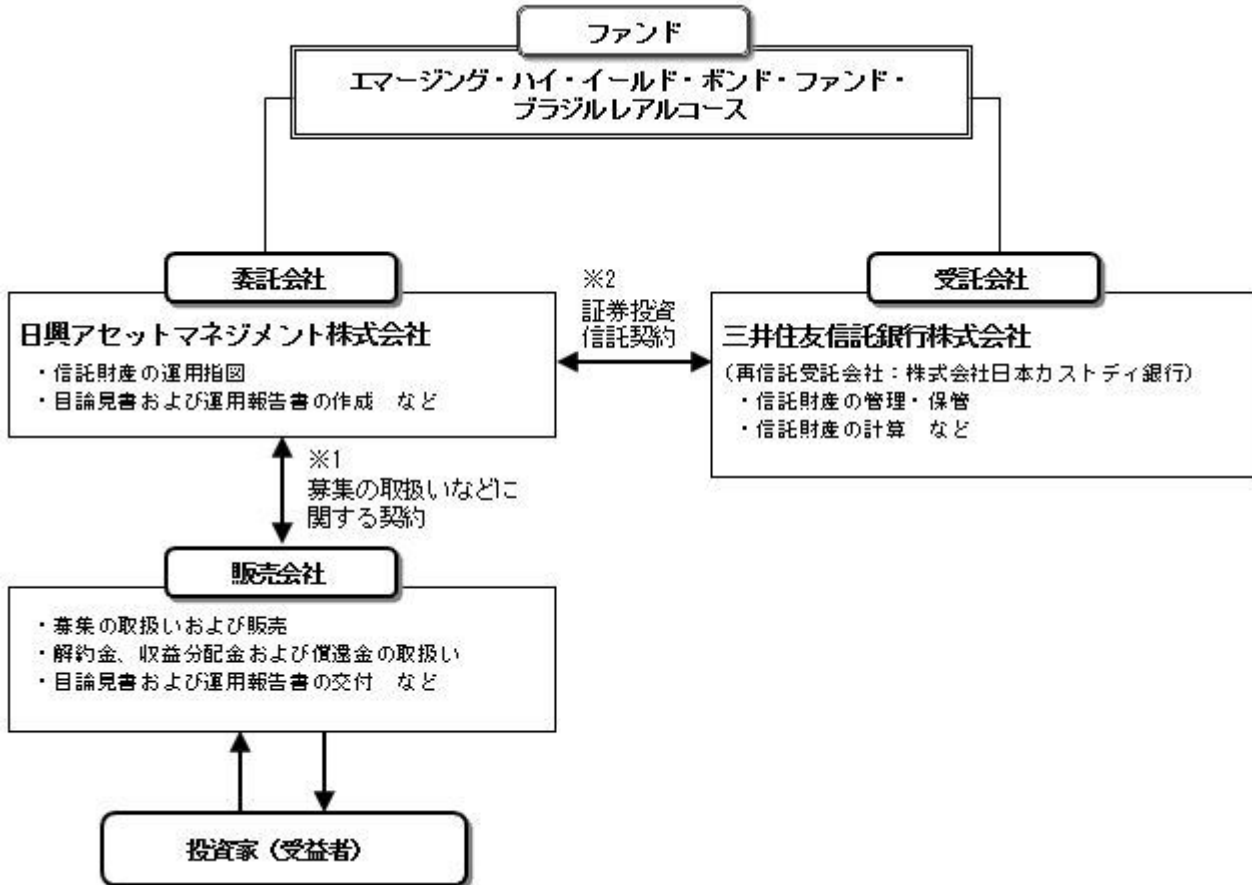 ファンド
エマージング・ハイ・イールド・ボンド・ファンド・
ブラジルレアルコース
委託会社
日興アセットマネジメント株式会社
・信託財産の運用指図
・目論見書および運用報告書の作成　など
※2
証券投資
信託契約
受託会社
三井住友信託銀行株式会社
(再信託受託会社：株式会社日本カストディ銀行)
・信託財産の管理・保管
・信託財産の計算　など
※1
募集の取扱いなどに
関する契約
販売会社
・募集の取扱いおよび販売
・解約金、収益分配金および償還金の取扱い
・目論見書および運用報告書の交付　など
投資家（受益者）